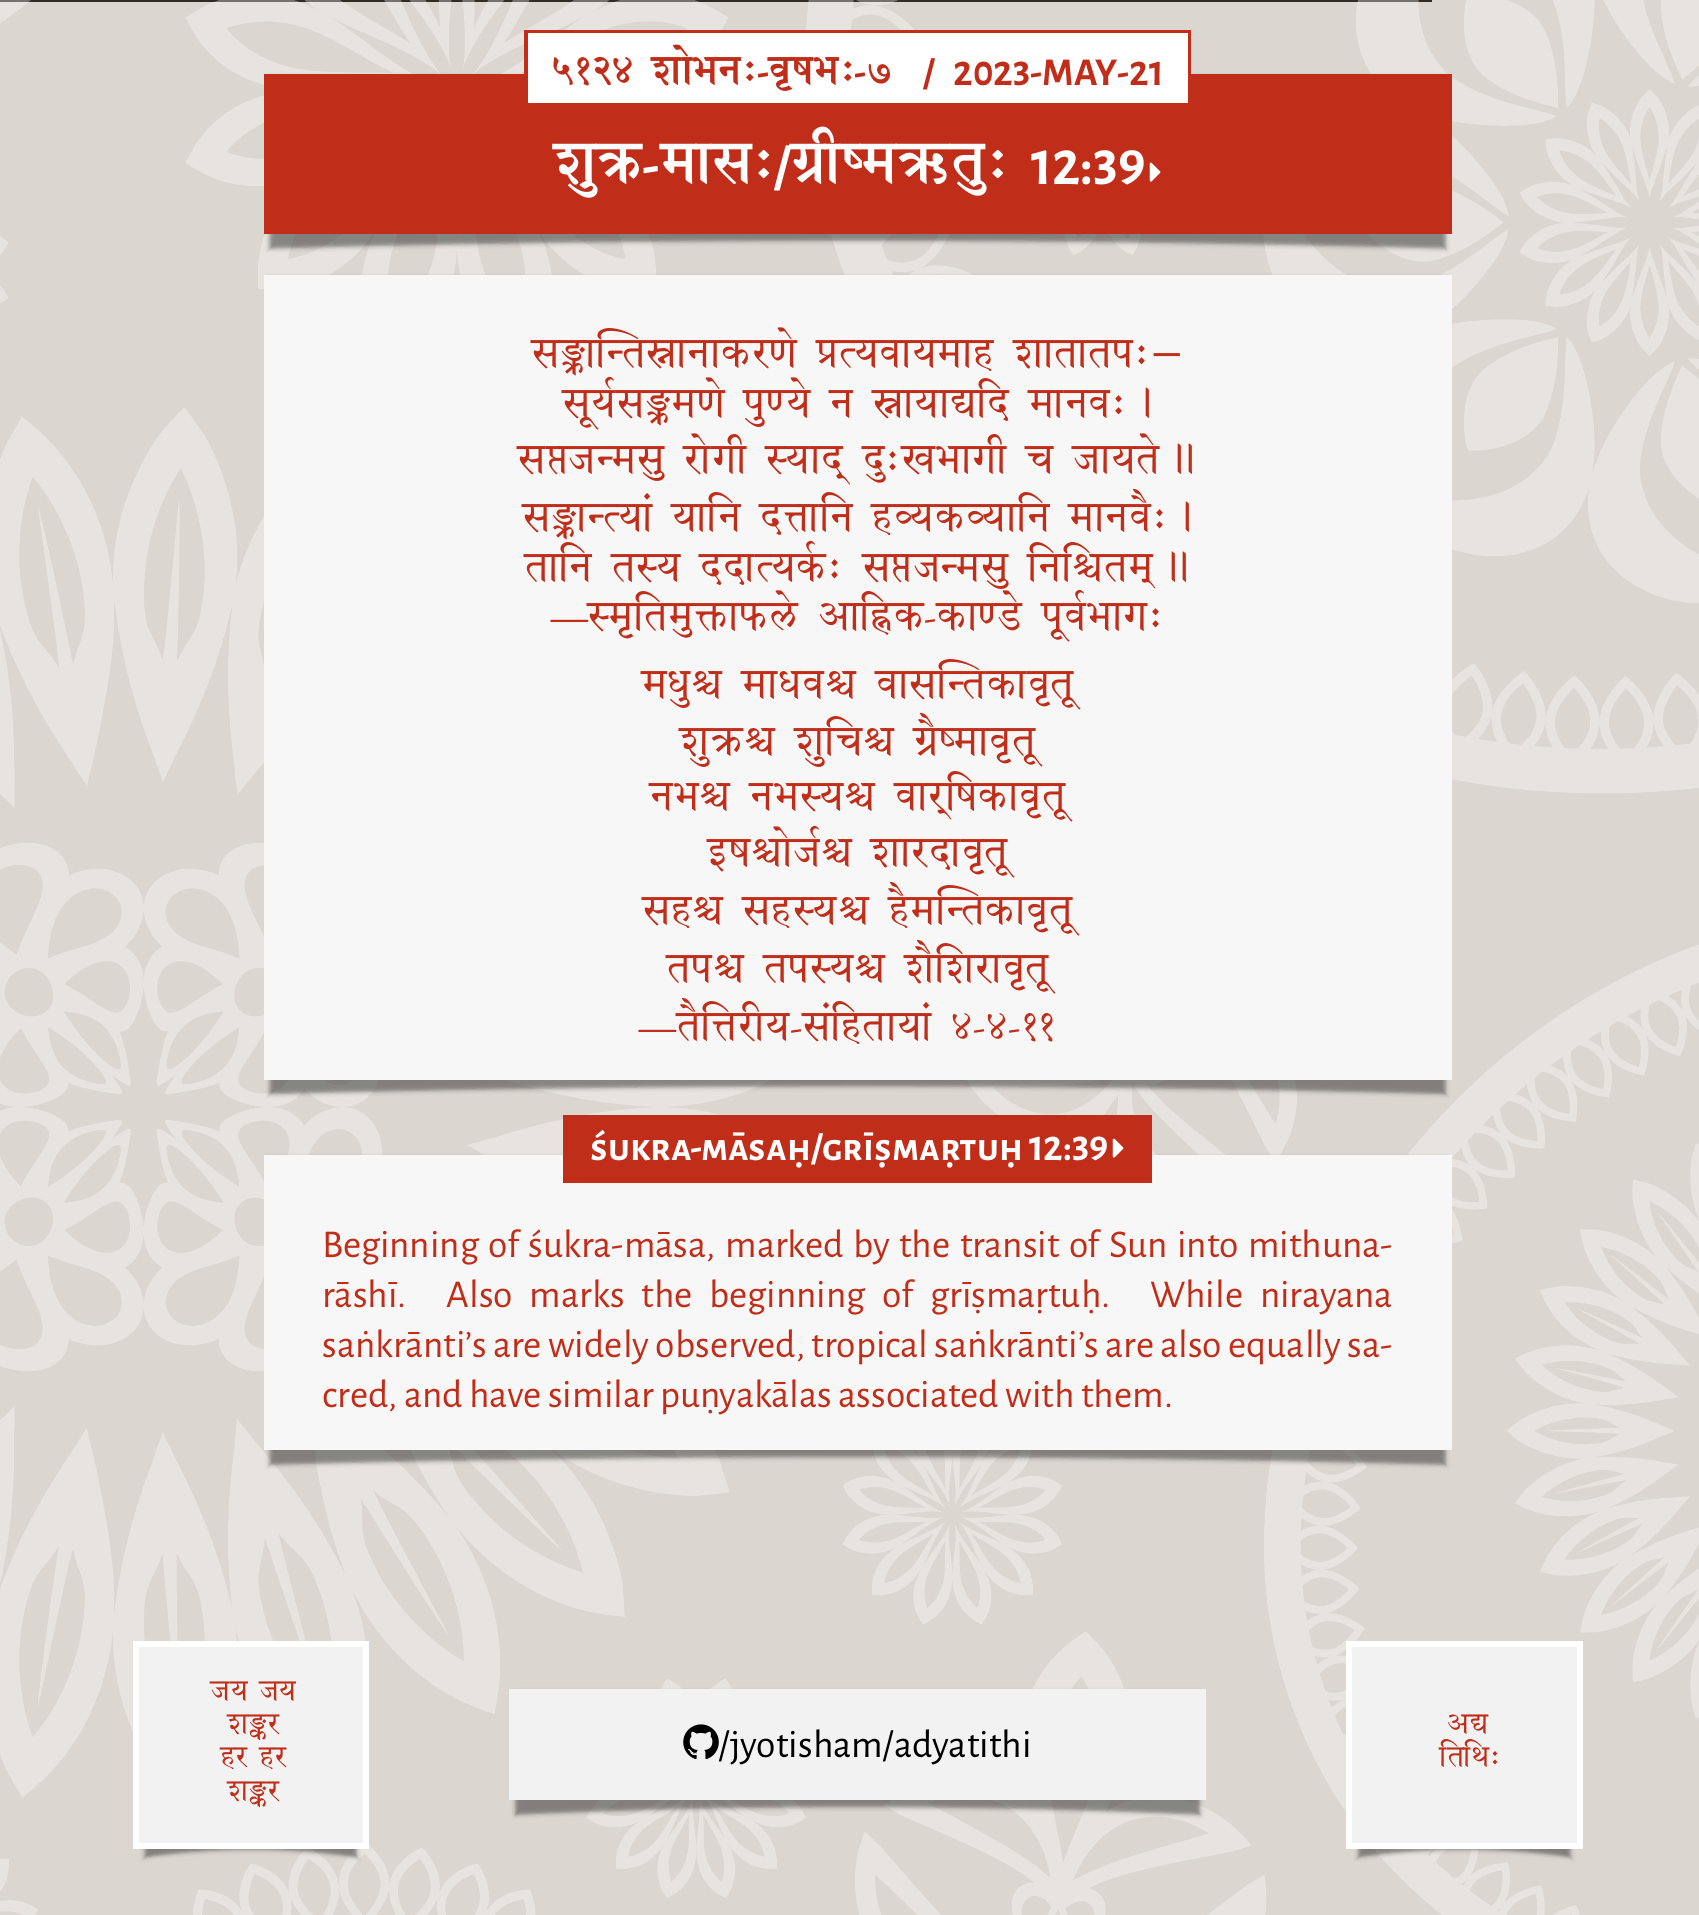 ५१२४ शोभनः-वृषभः-७ / 2023-MAY-21
शुक्र-मासः/ग्रीष्मऋतुः 12:39
सङ्क्रान्तिस्नानाकरणे प्रत्यवायमाह शातातपः—
सूर्यसङ्क्रमणे पुण्ये न स्नायाद्यदि मानवः ।
सप्तजन्मसु रोगी स्याद् दुःखभागी च जायते ॥
सङ्क्रान्त्यां यानि दत्तानि हव्यकव्यानि मानवैः ।
तानि तस्य ददात्यर्कः सप्तजन्मसु निश्चितम् ॥
—स्मृतिमुक्ताफले आह्निक-काण्डे पूर्वभागः
मधुश्च माधवश्च वासन्तिकावृतू
शुक्रश्च शुचिश्च ग्रैष्मावृतू
नभश्च नभस्यश्च वार्‌षिकावृतू
इषश्चोर्जश्च शारदावृतू
सहश्च सहस्यश्च हैमन्तिकावृतू
तपश्च तपस्यश्च शैशिरावृतू
—तैत्तिरीय-संहितायां ४-४-११
ŚUKRA-MĀSAḤ/GRĪṢMAṚTUḤ 12:39
Beginning of śukra-māsa, marked by the transit of Sun into mithuna-
rāshī. Also marks the beginning of grīṣmaṛtuḥ. While nirayana
saṅkrānti’s are widely observed, tropical saṅkrānti’s are also equally sa-
cred, and have similar puṇyakālas associated with them.
जय जय
शङ्कर
हर हर
शङ्कर
/jyotisham/adyatithi
अद्य
तिथिः